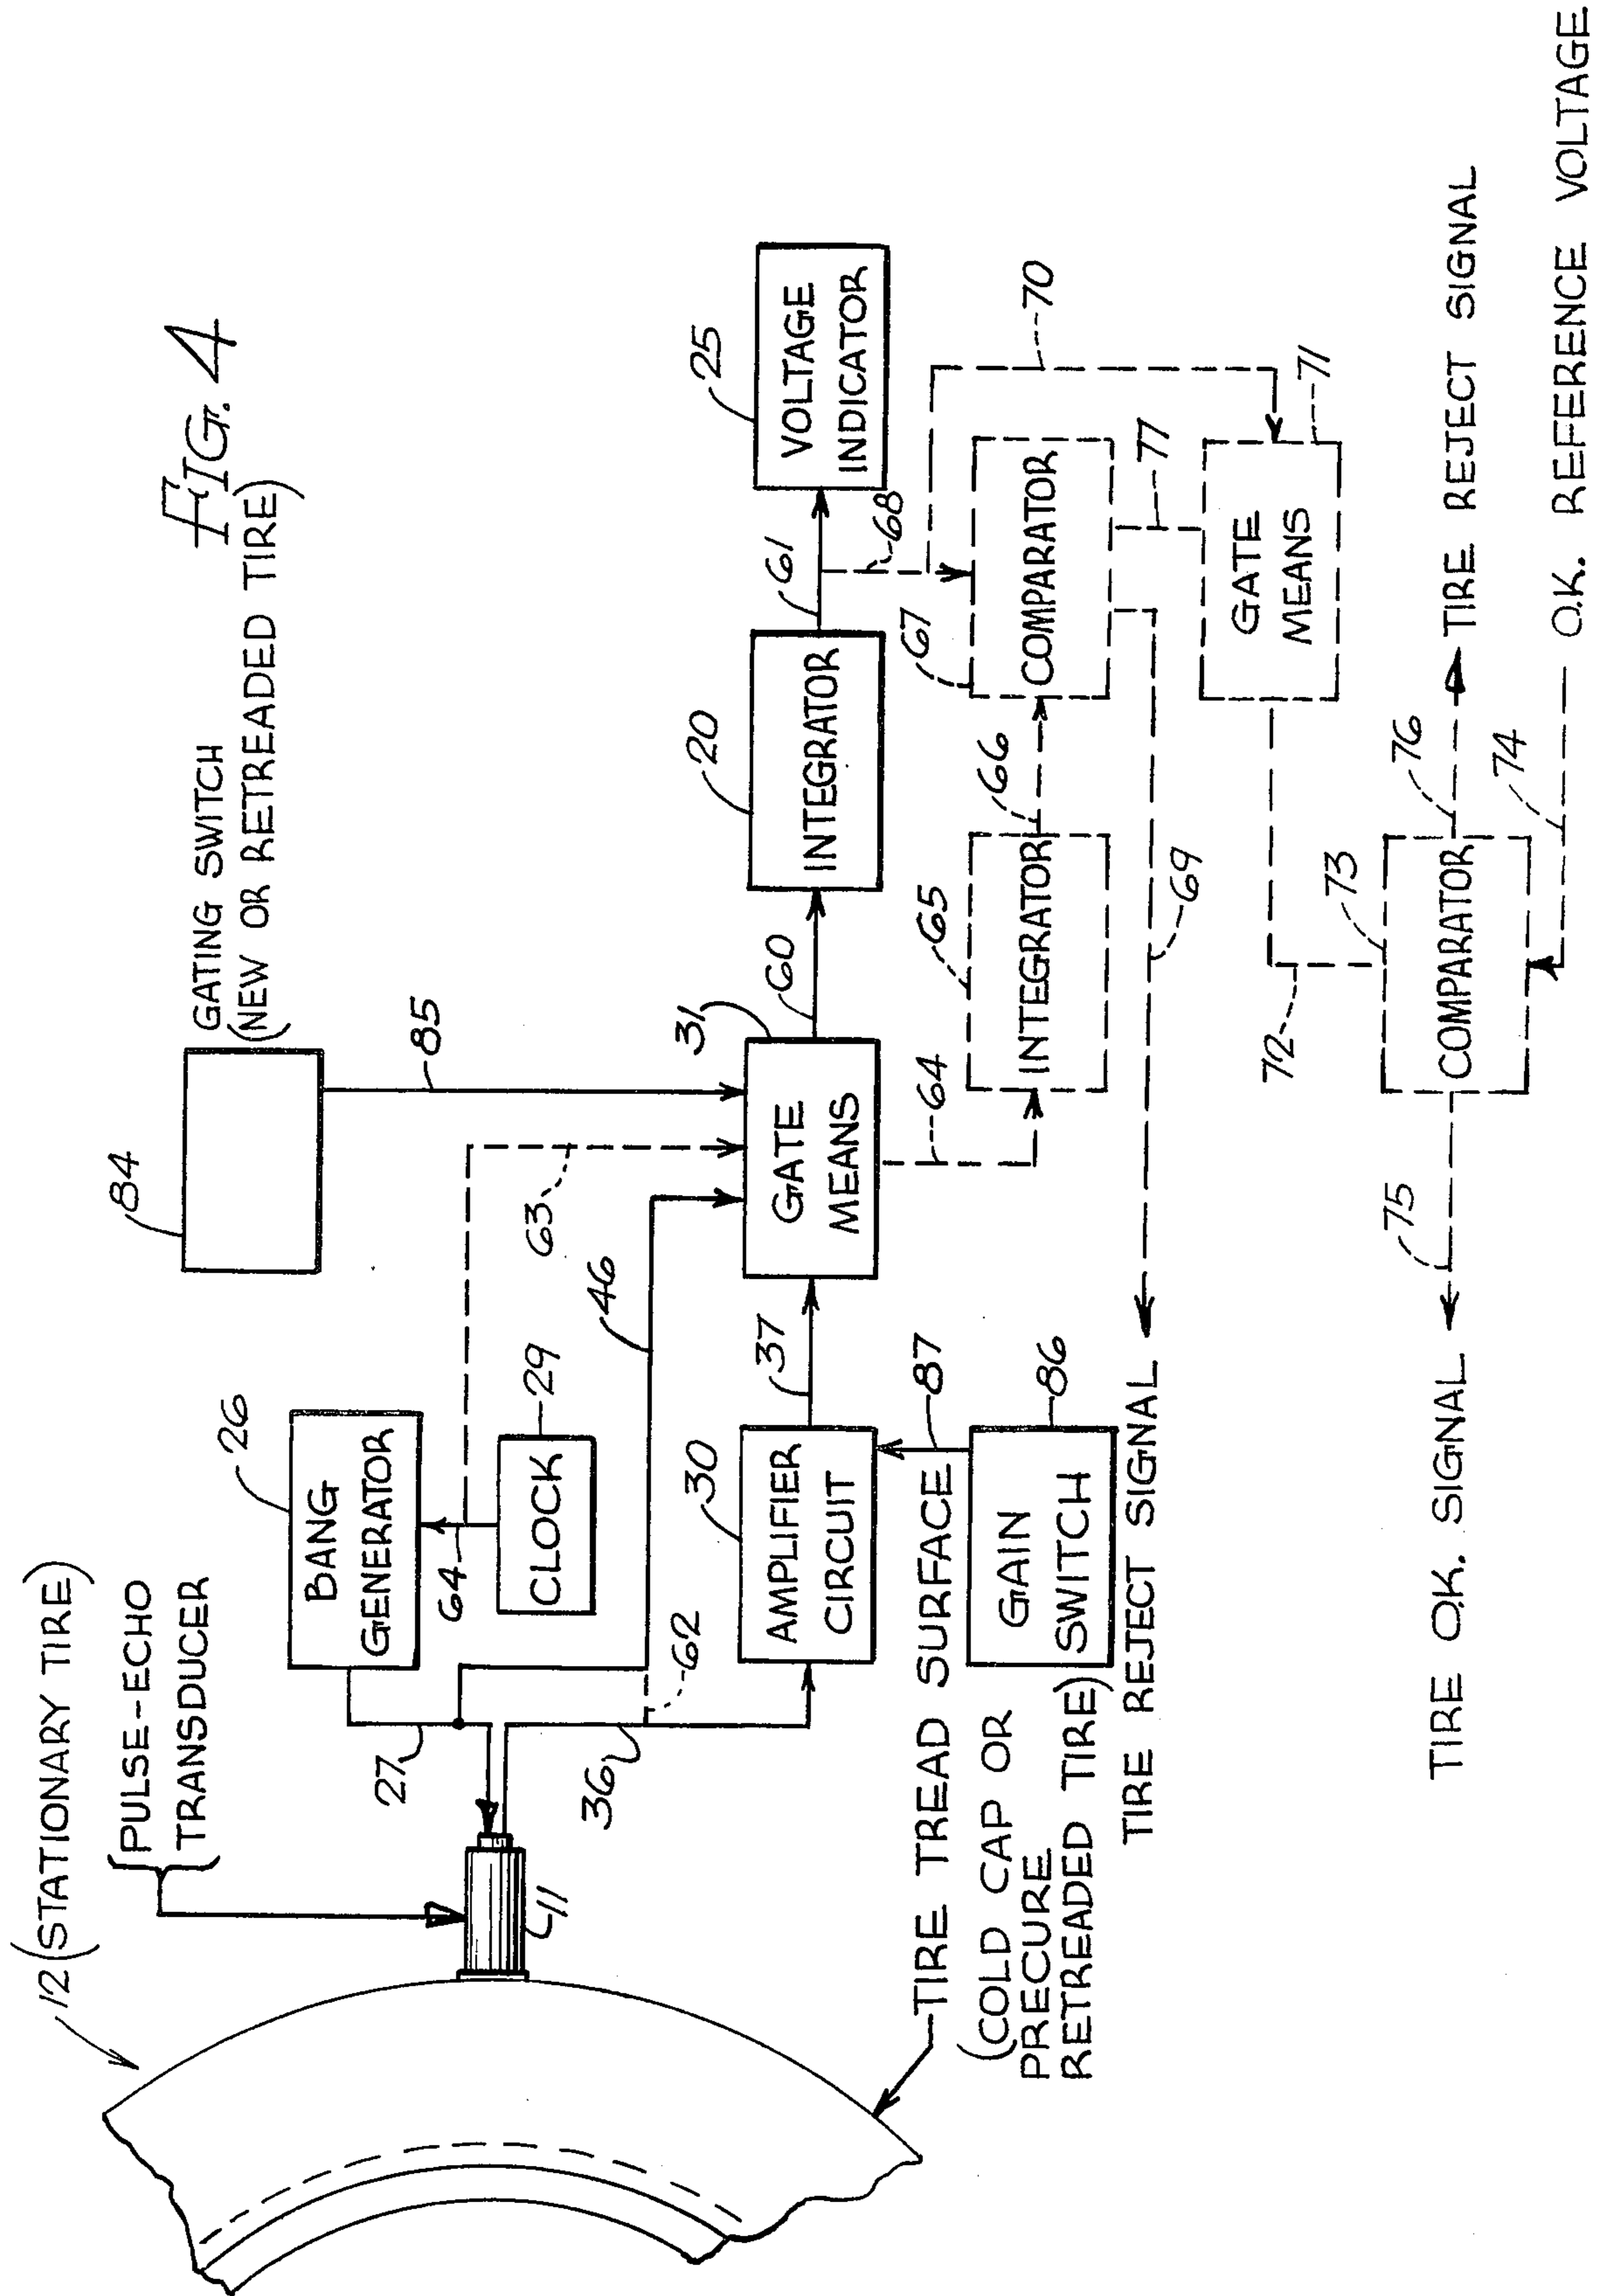 FIG. 4
12 (STATIONARY TIRE)
PULSE-ECHO
TRANSDUCER
11
84
GATING SWITCH
(NEW OR RETREADED TIRE)
85
26
BANG
GENERATOR
27
64
CLOCK
29
63
46
62
36
30
AMPLIFIER
CIRCUIT
37
31
GATE
MEANS
60
20
INTEGRATOR
61
25
VOLTAGE
INDICATOR
87
GAIN
SWITCH
86
64
65
INTEGRATOR
66
67
COMPARATOR
68
70
69
77
GATE
MEANS
71
72
TIRE TREAD SURFACE
(COLD CAP OR
PRECURE
RETREADED TIRE)
TIRE REJECT SIGNAL
73
COMPARATOR
75
TIRE O.K. SIGNAL
76
TIRE REJECT SIGNAL
74
O.K. REFERENCE VOLTAGE